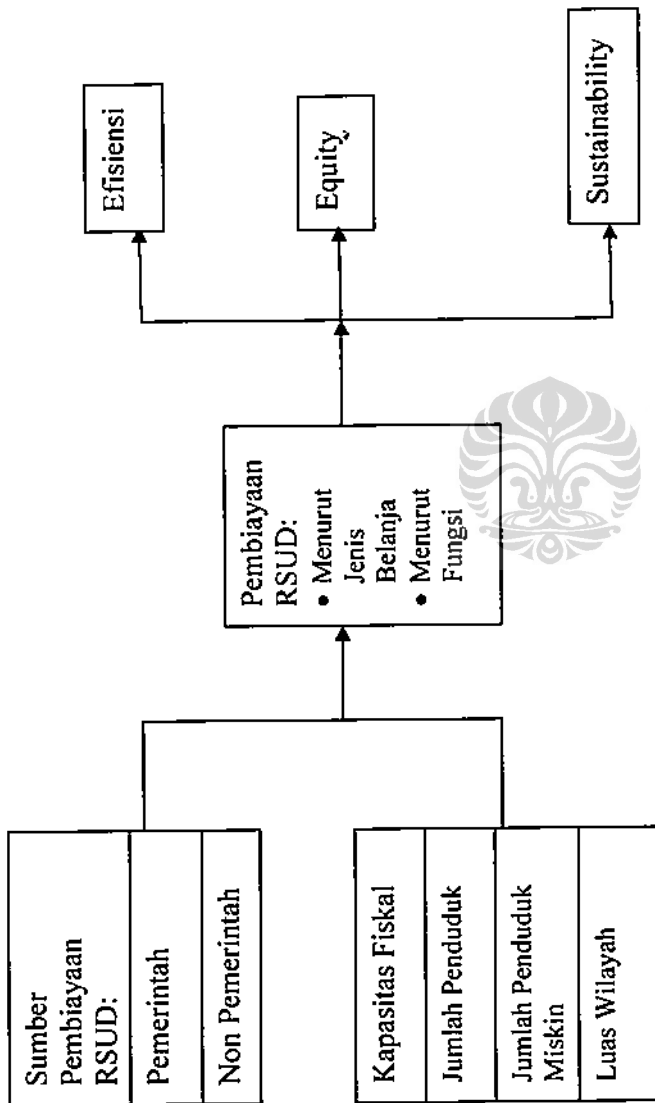 Sumber
Pembiayaan
RSUD:
Pemerintah
Non Pemerintah
Kapasitas Fiskal
Jumlah Penduduk
Jumlah Penduduk
Miskin
Luas Wilayah
Pembiayaan
RSUD:
• Menurut
Jenis
Belanja
• Menurut
Fungsi
Efisiensi
Equity
Sustainability